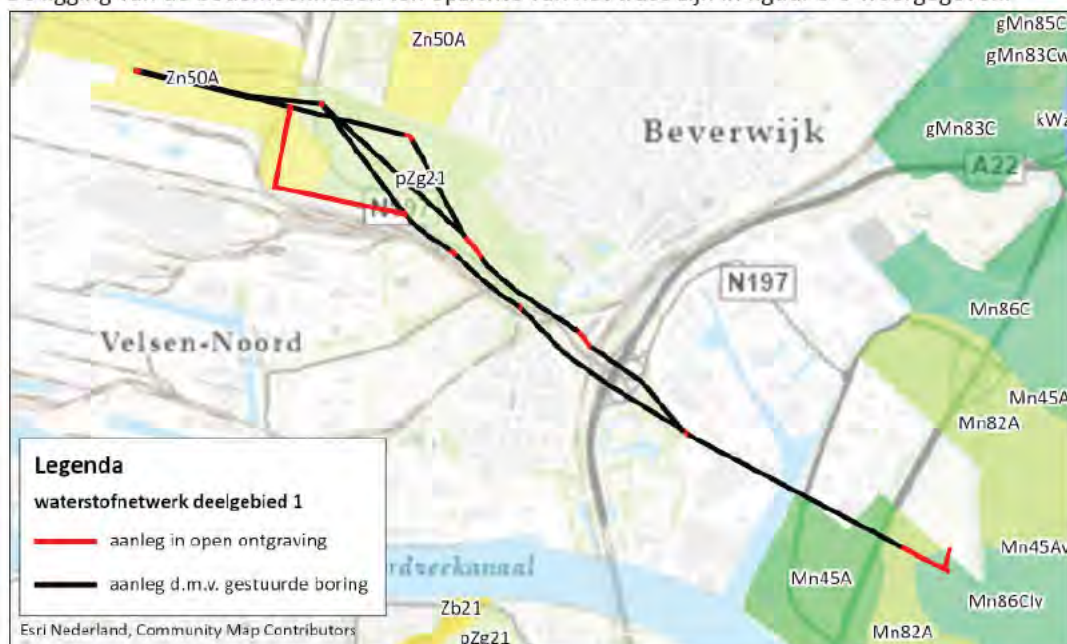 Zn50A
gMn85C
gMn83Cw
Zn50A
Beverwijk
gMn83C
A22
pZg21
N197
N197
Mn86C
Velsen-Noord
Mn45A
Mn82A
Legenda
waterstofnetwerk deelgebied 1
aanleg in open ontgraving
aanleg d.m.v. gestuurde boring
Mn45A
Mn86Clv
Zb21
Mn82A
pZg21
Esri Nederland, Community Map Contributors